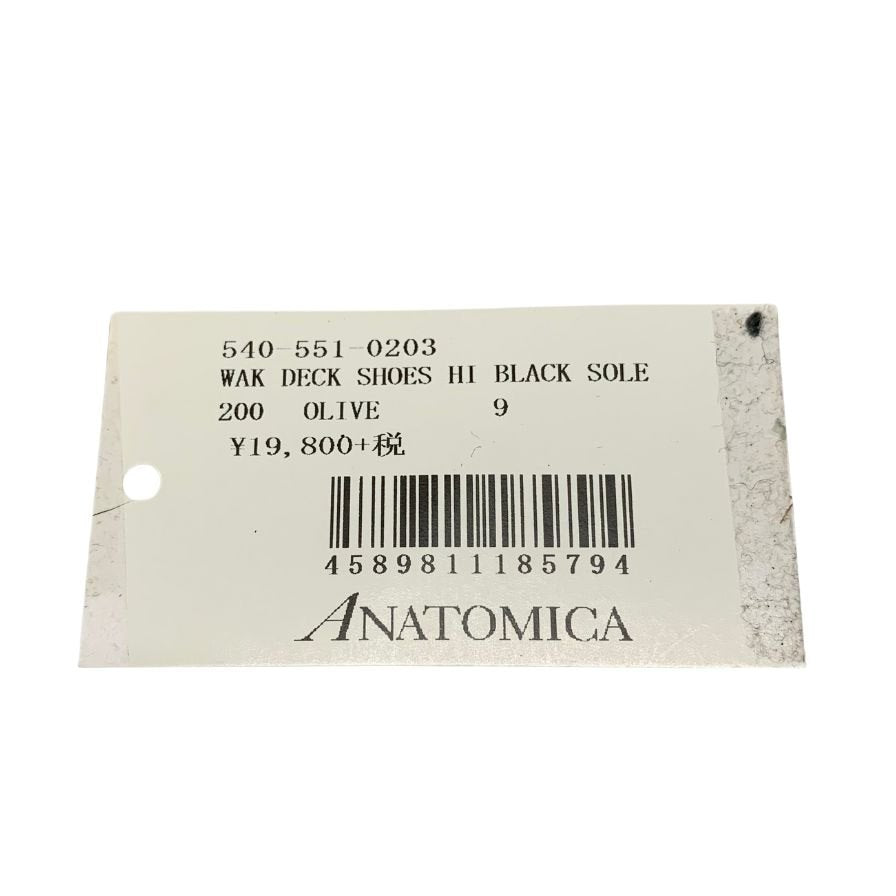 540-551-0203
WAK DECK SHOES HI BLACK SOLE
200 OLIVE 9
¥19,800+税
4589811185794
ANATOMICA